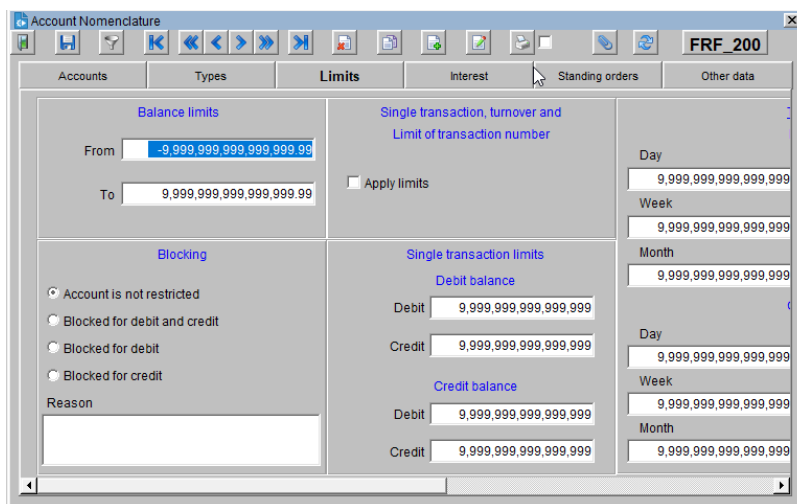 Account Nomenclature
FRF_200
Accounts Types Limits Interest Standing orders Other data
Balance limits
From -9,999,999,999,999,999.99
To 9,999,999,999,999,999.99
Single transaction, turnover and
Limit of transaction number
Apply limits
Blocking
Account is not restricted
Blocked for debit and credit
Blocked for debit
Blocked for credit
Reason
Single transaction limits
Debit balance
Debit 9,999,999,999,999,999
Credit 9,999,999,999,999,999
Credit balance
Debit 9,999,999,999,999,999
Credit 9,999,999,999,999,999
Day
9,999,999,999,999,999
Week
9,999,999,999,999,999
Month
9,999,999,999,999,999
Day
9,999,999,999,999,999
Week
9,999,999,999,999,999
Month
9,999,999,999,999,999